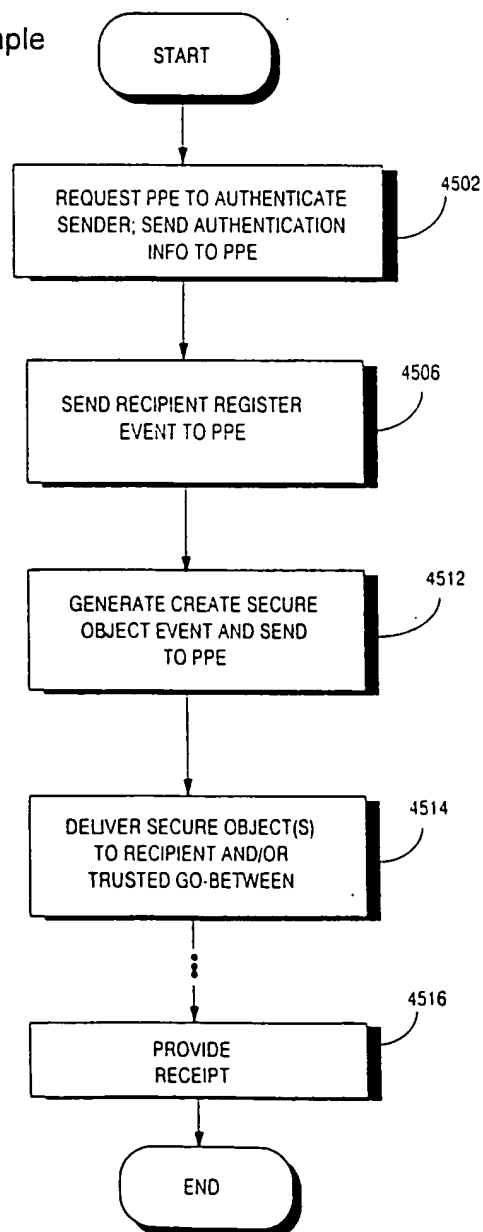 START
REQUEST PPE TO AUTHENTICATE
SENDER; SEND AUTHENTICATION
INFO TO PPE
4502
SEND RECIPIENT REGISTER
EVENT TO PPE
4506
GENERATE CREATE SECURE
OBJECT EVENT AND SEND
TO PPE
4512
DELIVER SECURE OBJECT(S)
TO RECIPIENT AND/OR
TRUSTED GO-BETWEEN
4514
PROVIDE
RECEIPT
4516
END